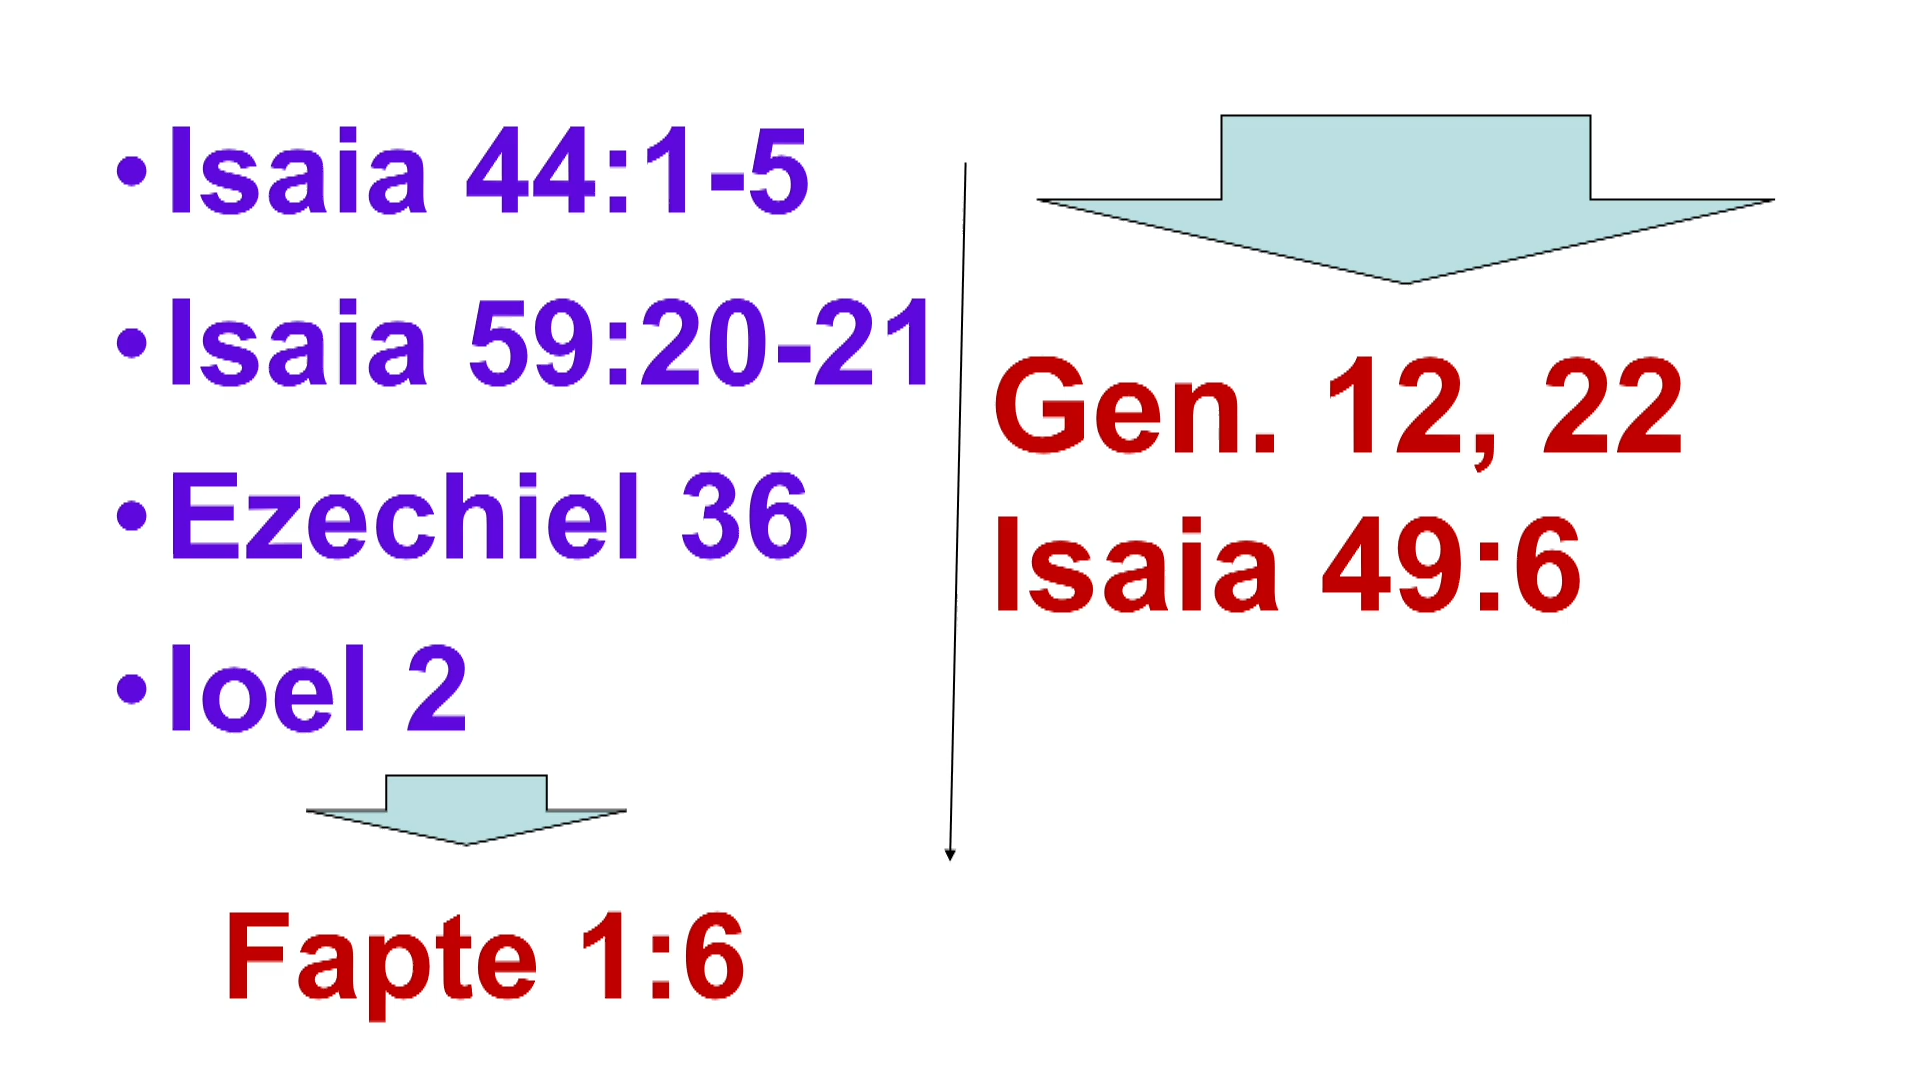 • Isaia 44:1-5
• Isaia 59:20-21
• Ezechiel 36
• Ioel 2
Fapte 1:6
Gen. 12, 22
Isaia 49:6